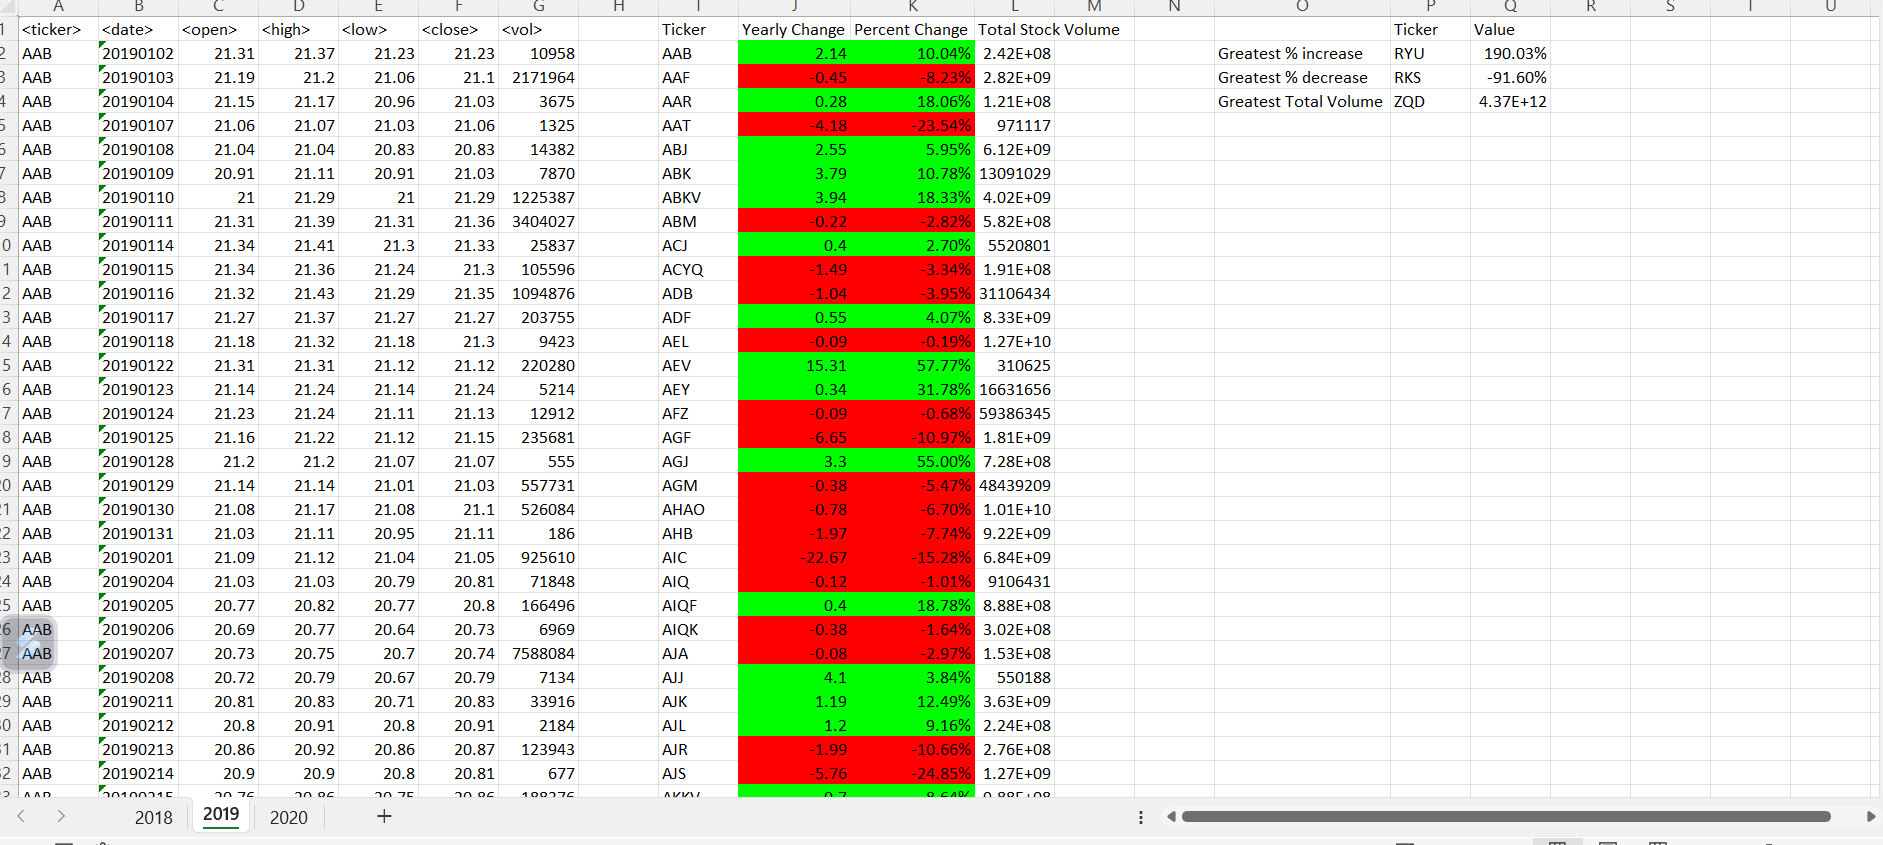 A B C D E F G H I J K L M N O P Q R S T U
1 <ticker> <date> <open> <high> <low> <close> <vol> Ticker Yearly Change Percent Change Total Stock Volume Ticker Value
2 AAB 20190102 21.31 21.37 21.23 21.23 10958 AAB 2.14 10.04% 2.42E+08 Greatest % increase RYU 190.03%
3 AAB 20190103 21.19 21.2 21.06 21.1 2171964 AAF -0.45 -8.23% 2.82E+09 Greatest % decrease RKS -91.60%
4 AAB 20190104 21.15 21.17 20.96 21.03 3675 AAR 0.28 18.06% 1.21E+08 Greatest Total Volume ZQD 4.37E+12
5 AAB 20190107 21.06 21.07 21.03 21.06 1325 AAT -4.18 -23.54% 971117
6 AAB 20190108 21.04 21.04 20.83 20.83 14382 ABJ 2.55 5.95% 6.12E+09
7 AAB 20190109 20.91 21.11 20.91 21.03 7870 ABK 3.79 10.78% 13091029
8 AAB 20190110 21 21.29 21 21.29 1225387 ABKV 3.94 18.33% 4.02E+09
9 AAB 20190111 21.31 21.39 21.31 21.36 3404027 ABM -0.22 -2.82% 5.82E+08
0 AAB 20190114 21.34 21.41 21.3 21.33 25837 ACJ 0.4 2.70% 5520801
1 AAB 20190115 21.34 21.36 21.24 21.3 105596 ACYQ -1.49 -3.34% 1.91E+08
2 AAB 20190116 21.32 21.43 21.29 21.35 1094876 ADB -1.04 -3.95% 31106434
3 AAB 20190117 21.27 21.37 21.27 21.27 203755 ADF 0.55 4.07% 8.33E+09
4 AAB 20190118 21.18 21.32 21.18 21.3 9423 AEL -0.09 -0.19% 1.27E+10
5 AAB 20190122 21.31 21.31 21.12 21.12 220280 AEV 15.31 57.77% 310625
6 AAB 20190123 21.14 21.24 21.14 21.24 5214 AEY 0.34 31.78% 16631656
7 AAB 20190124 21.23 21.24 21.11 21.13 12912 AFZ -0.09 -0.68% 59386345
8 AAB 20190125 21.16 21.22 21.12 21.15 235681 AGF -6.65 -10.97% 1.81E+09
9 AAB 20190128 21.2 21.2 21.07 21.07 555 AGJ 3.3 55.00% 7.28E+08
20 AAB 20190129 21.14 21.14 21.01 21.03 557731 AGM -0.38 -5.47% 48439209
21 AAB 20190130 21.08 21.17 21.08 21.1 526084 AHAO -0.78 -6.70% 1.01E+10
22 AAB 20190131 21.03 21.11 20.95 21.11 186 AHB -1.97 -7.74% 9.22E+09
23 AAB 20190201 21.09 21.12 21.04 21.05 925610 AIC -22.67 -15.28% 6.84E+09
24 AAB 20190204 21.03 21.03 20.79 20.81 71848 AIQ -0.12 -1.01% 9106431
25 AAB 20190205 20.77 20.82 20.77 20.8 166496 AIQF 0.4 18.78% 8.88E+08
26 AAB 20190206 20.69 20.77 20.64 20.73 6969 AIQK -0.38 -1.64% 3.02E+08
27 AAB 20190207 20.73 20.75 20.7 20.74 7588084 AJA -0.08 -2.97% 1.53E+08
28 AAB 20190208 20.72 20.79 20.67 20.79 7134 AJJ 4.1 3.84% 550188
29 AAB 20190211 20.81 20.83 20.71 20.83 33916 AJK 1.19 12.49% 3.63E+09
30 AAB 20190212 20.8 20.91 20.8 20.91 2184 AJL 1.2 9.16% 2.24E+08
31 AAB 20190213 20.86 20.92 20.86 20.87 123943 AJR -1.99 -10.66% 2.76E+08
32 AAB 20190214 20.9 20.9 20.8 20.81 677 AJS -5.76 -24.85% 1.27E+09
2018 2019 2020 +